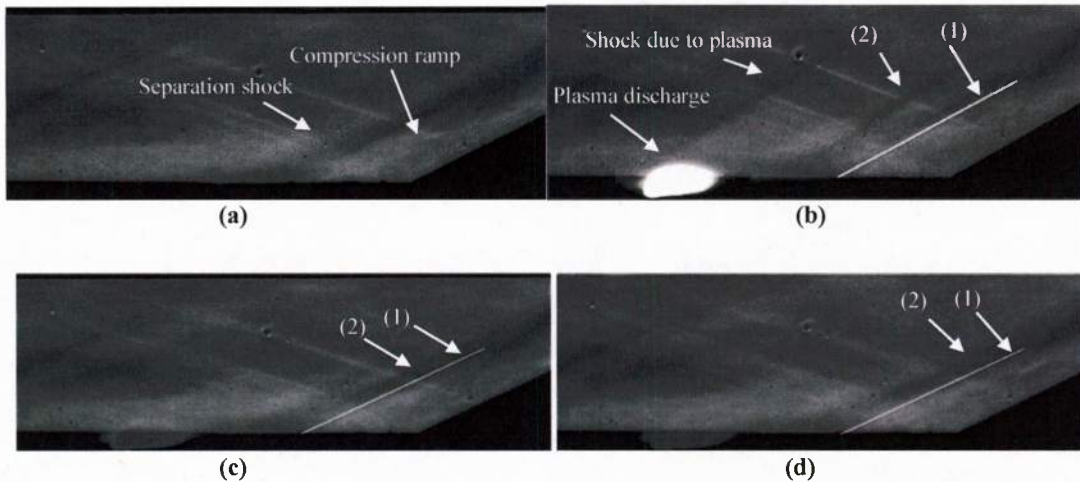 Compression ramp
Separation shock
(a)
Shock due to plasma
(2)
(1)
Plasma discharge
(b)
(2)
(1)
(c)
(2)
(1)
(d)